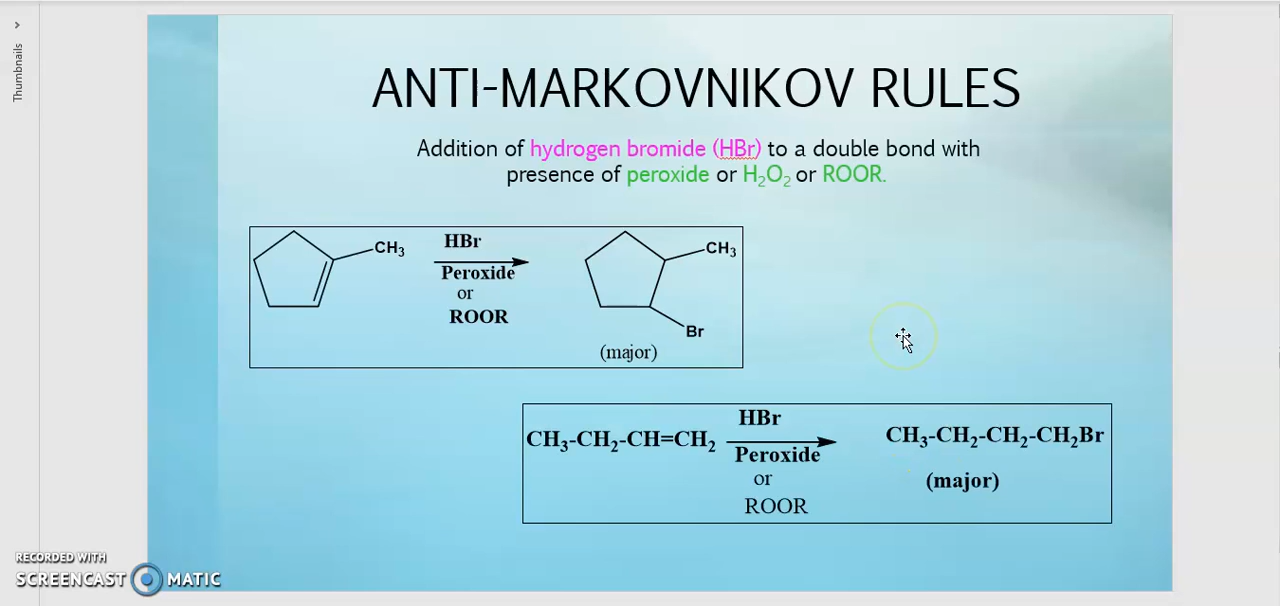 Thumbnails
ANTI-MARKOVNIKOV RULES
Addition of hydrogen bromide (HBr) to a double bond with
presence of peroxide or H₂O₂ or ROOR.
CH₃
HBr
Peroxide
or
ROOR
CH₃
Br
(major)
CH₃-CH₂-CH=CH₂
HBr
Peroxide
or
ROOR
CH₃-CH₂-CH₂-CH₂Br
(major)
RECORDED WITH
SCREENCAST MATIC